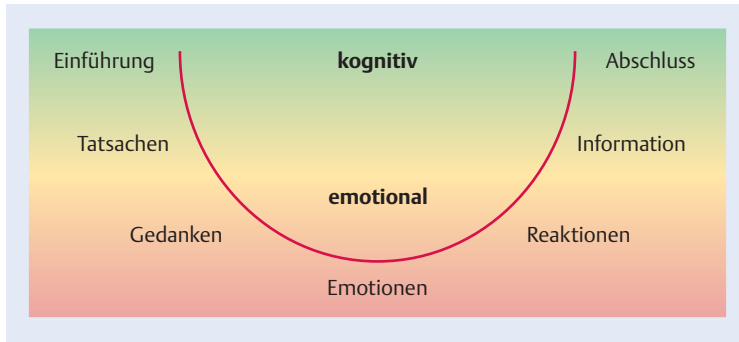 Einführung
kognitiv
Abschluss
Tatsachen
Information
emotional
Gedanken
Reaktionen
Emotionen